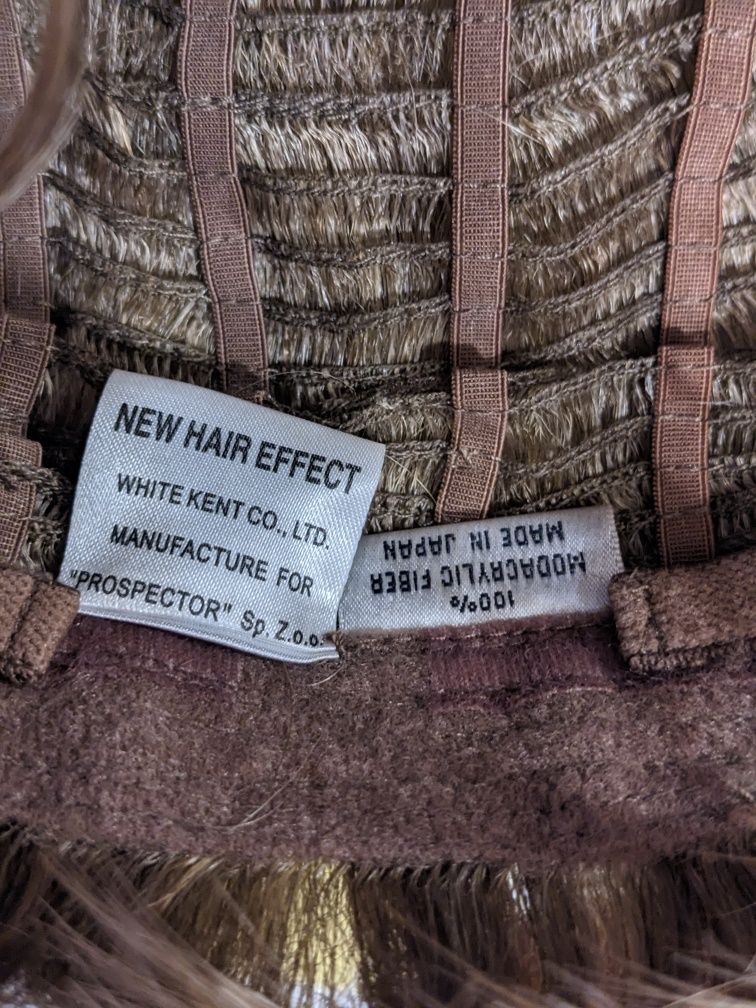 NEW HAIR EFFECT
WHITE KENT CO., LTD.
MANUFACTURE FOR
"PROSPECTOR" Sp. Z.o.o.
100%
MODACRYLIC FIBER
MADE IN JAPAN